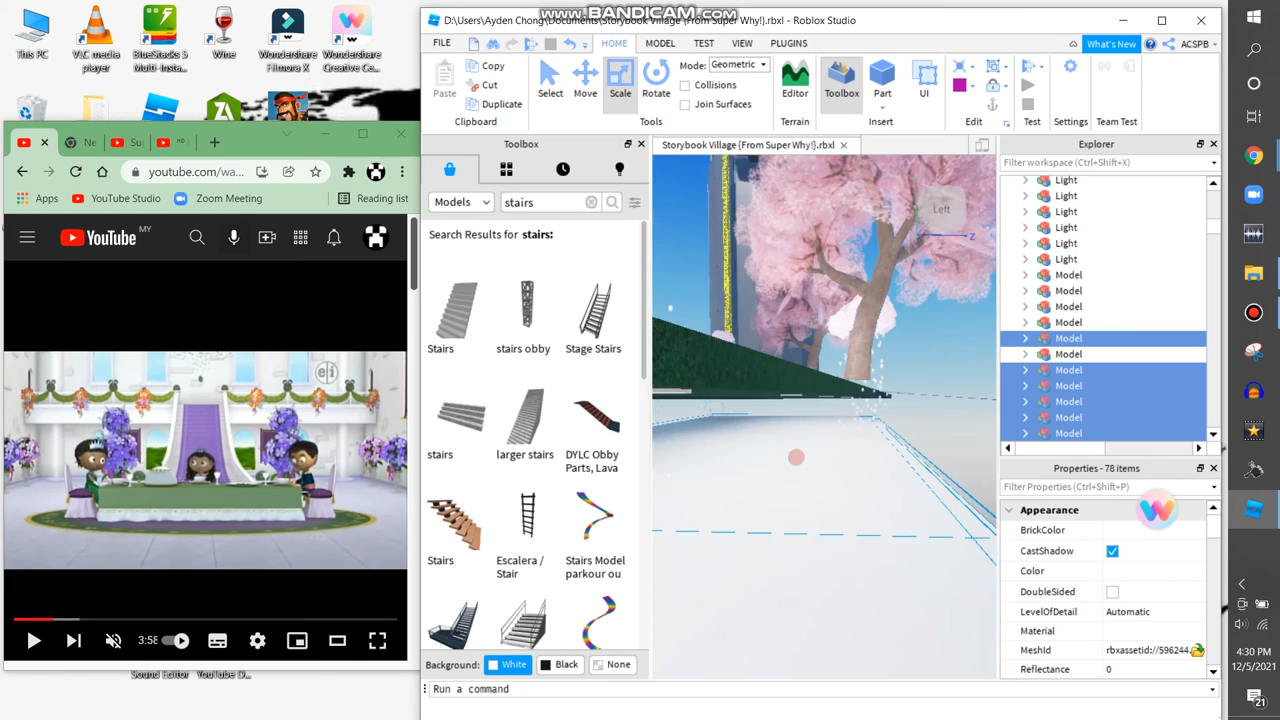 www.BANDICAM.com
D:\Users\Ayden Chong\Documents\Storybook Village {From Super Why!}.rbxl - Roblox Studio
This PC
VLC media player
BlueStacks 5 Multi-Insta...
Wine
Wondershare Filmora X
Wondershare Creative Ce...
FILE
HOME
MODEL
TEST
VIEW
PLUGINS
What's New
ACSPB
Paste
Copy
Cut
Duplicate
Clipboard
Select
Move
Scale
Rotate
Mode: Geometric
Collisions
Join Surfaces
Tools
Editor
Terrain
Toolbox
Part
UI
Insert
Edit
Test
Settings
Team Test
Ne
Su
HD
youtube.com/wa...
Apps
YouTube Studio
Zoom Meeting
Reading list
YouTube MY
3:58
Sound Editor
YouTube D...
Toolbox
Models
stairs
Search Results for stairs:
Stairs
stairs obby
Stage Stairs
stairs
larger stairs
DYLC Obby Parts, Lava
Stairs
Escalera / Stair
Stairs Model parkour ou
Background:
White
Black
None
Run a command
Storybook Village {From Super Why!}.rbxl
Left
Z
Explorer
Filter workspace (Ctrl+Shift+X)
Light
Light
Light
Light
Light
Light
Model
Model
Model
Model
Model
Model
Model
Model
Model
Model
Model
Properties - 78 items
Filter Properties (Ctrl+Shift+P)
Appearance
BrickColor
CastShadow
Color
DoubleSided
LevelOfDetail
Automatic
Material
MeshId
rbxassetid://596244...
Reflectance
0
4:30 PM
12/5/2021
21